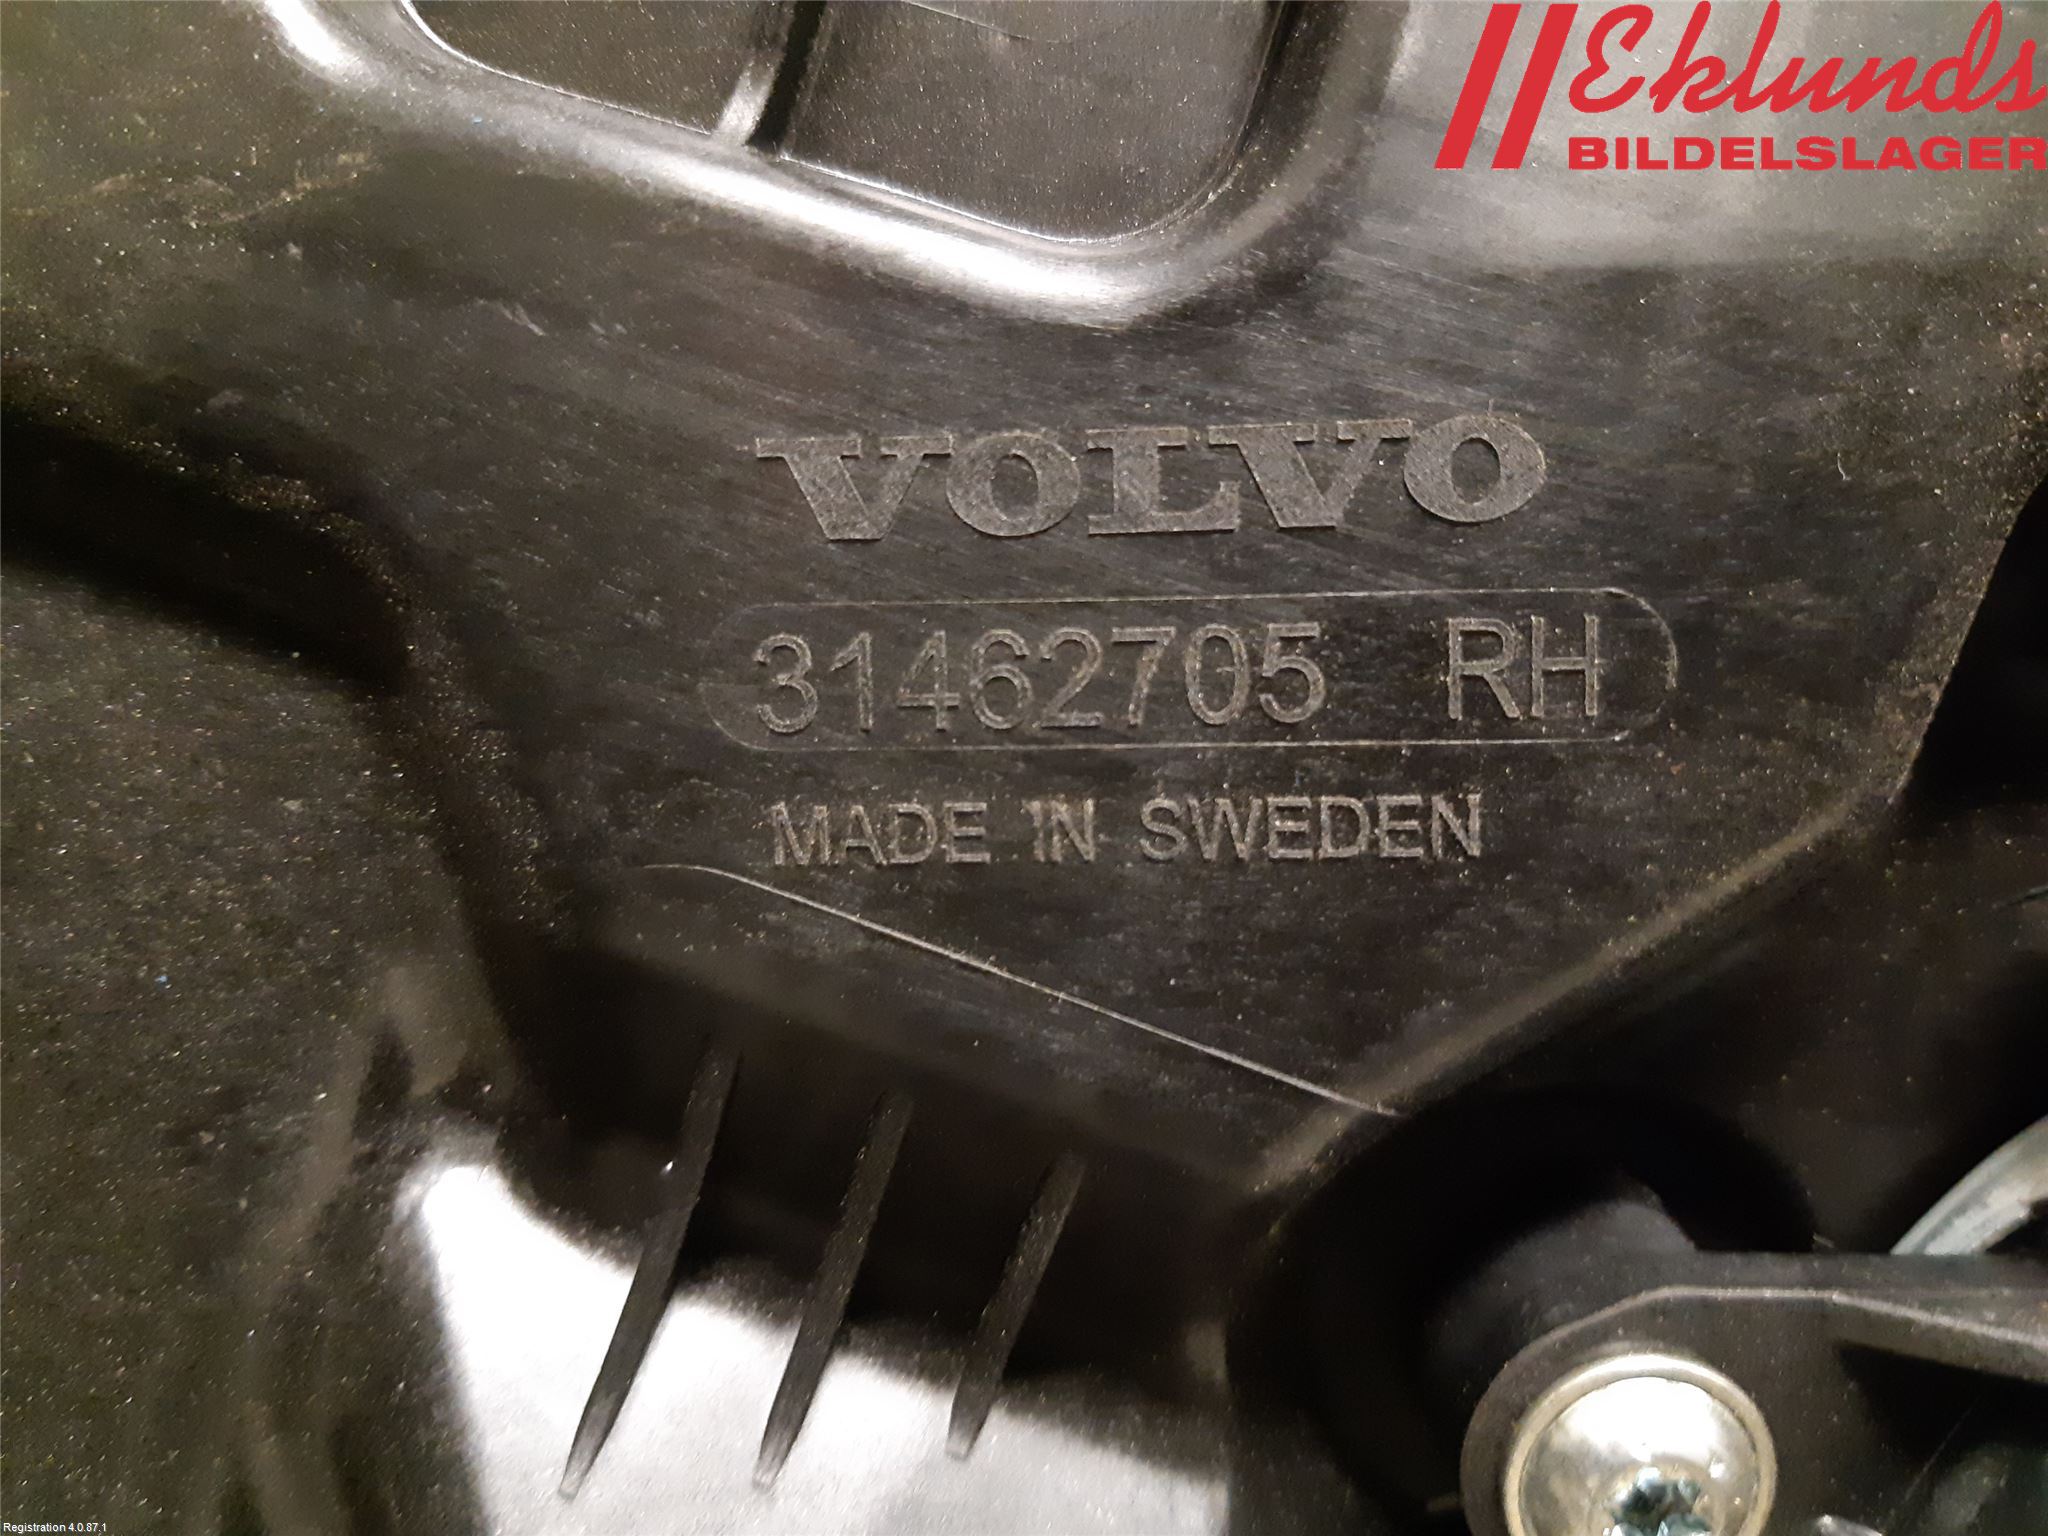 Eklunds
BILDELSLAGER
VOLVO
31462705 RH
MADE IN SWEDEN
Registration 4.0.87.1